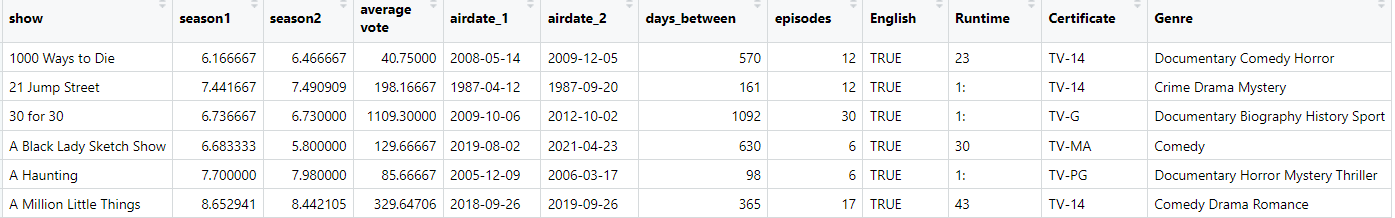 show season1 season2 average vote airdate_1 airdate_2 days_between episodes English Runtime Certificate Genre
1000 Ways to Die 6.166667 6.466667 40.75000 2008-05-14 2009-12-05 570 12 TRUE 23 TV-14 Documentary Comedy Horror
21 Jump Street 7.441667 7.490909 198.16667 1987-04-12 1987-09-20 161 12 TRUE 1: TV-14 Crime Drama Mystery
30 for 30 6.736667 6.730000 1109.30000 2009-10-06 2012-10-02 1092 30 TRUE 1: TV-G Documentary Biography History Sport
A Black Lady Sketch Show 6.683333 5.800000 129.66667 2019-08-02 2021-04-23 630 6 TRUE 30 TV-MA Comedy
A Haunting 7.700000 7.980000 85.66667 2005-12-09 2006-03-17 98 6 TRUE 1: TV-PG Documentary Horror Mystery Thriller
A Million Little Things 8.652941 8.442105 329.64706 2018-09-26 2019-09-26 365 17 TRUE 43 TV-14 Comedy Drama Romance